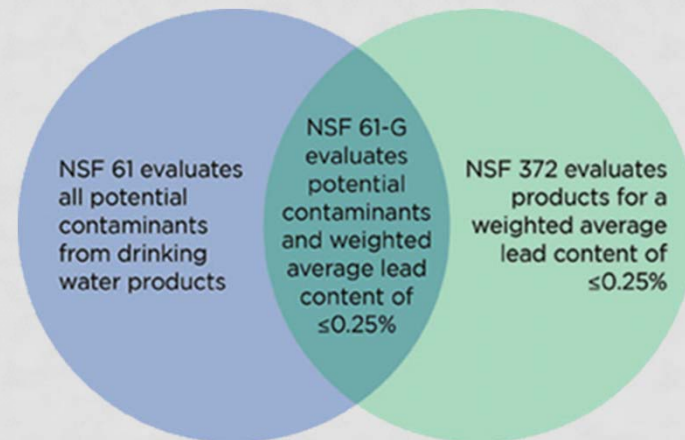 NSF 61 evaluates
all potential
contaminants
from drinking
water products
NSF 61-G
evaluates
potential
contaminants
and weighted
average lead
content of
≤0.25%
NSF 372 evaluates
products for a
weighted average
lead content of
≤0.25%